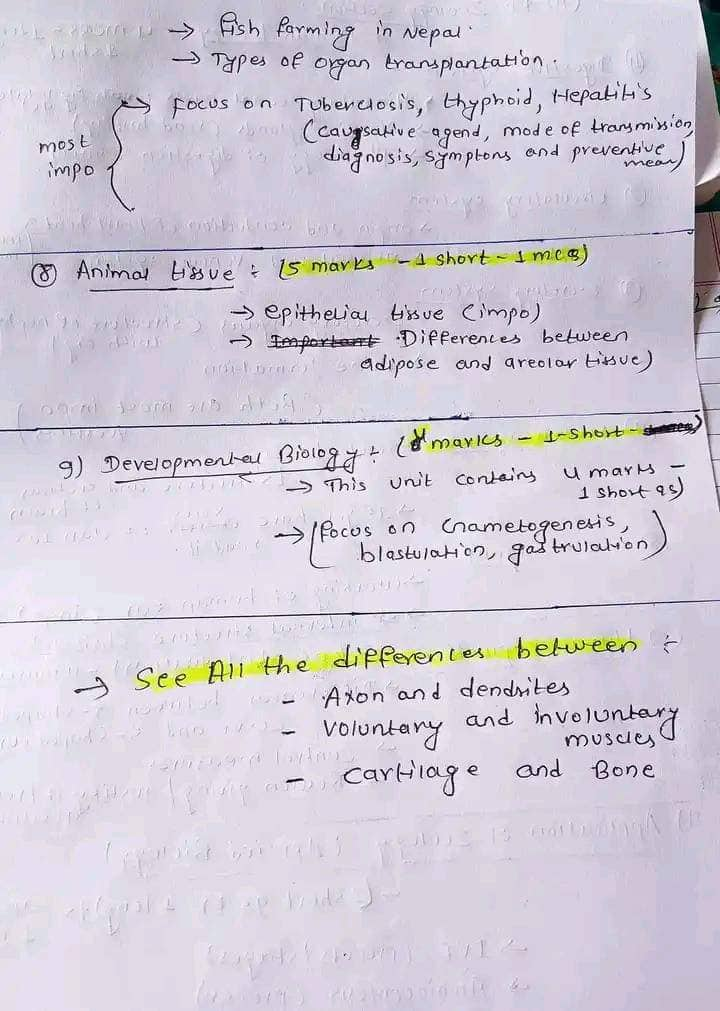 → Fish farming in Nepal.
→ Types of organ transplantation.
most impo
→ Focus on Tuberclosis, thyphoid, Hepatitis
(caugsative agend, mode of transmission,
diagnosis, symptons and preventive
mean)
⑧ Animal tissue : (5 marks - 1 short - 1 mcq)
→ epithelial tissue (impo)
→ Important Differences between
adipose and areolar tissue)
9) Developmental Biology : (4 marks - 1-short-
→ This unit contains 4 marks -
1 short qs)
→ (focus on Gnametogenesis,
blastulation, gastrulation)
→ See All the differences between :
- Axon and dendrites
- Voluntary and involuntary
muscles
- Cartilage and Bone